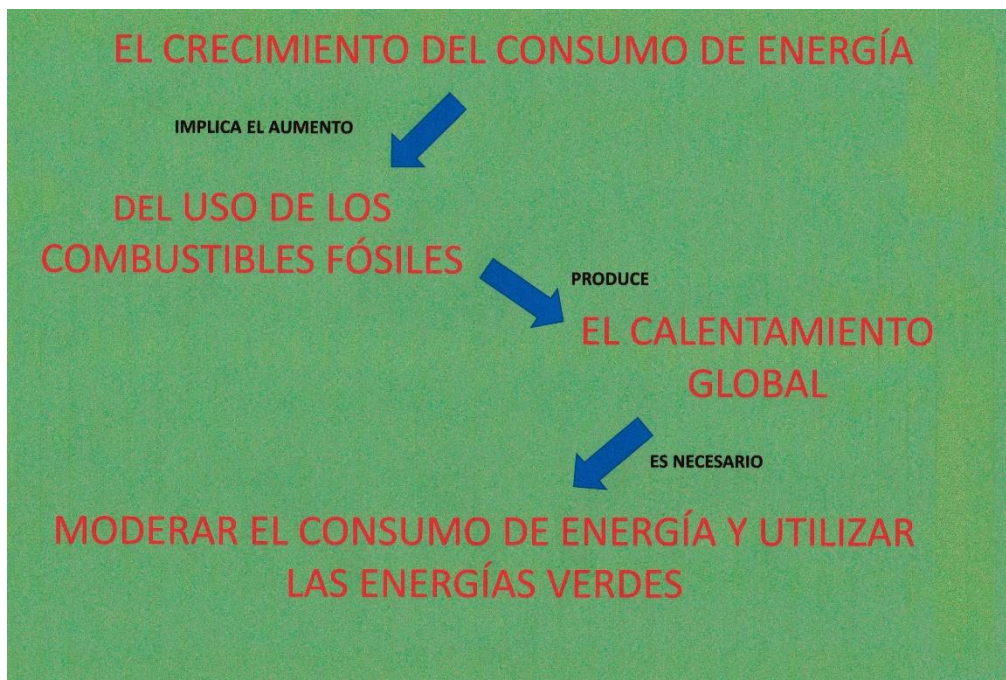 EL CRECIMIENTO DEL CONSUMO DE ENERGÍA
IMPLICA EL AUMENTO
DEL USO DE LOS
COMBUSTIBLES FÓSILES
PRODUCE
EL CALENTAMIENTO
GLOBAL
ES NECESARIO
MODERAR EL CONSUMO DE ENERGÍA Y UTILIZAR
LAS ENERGÍAS VERDES